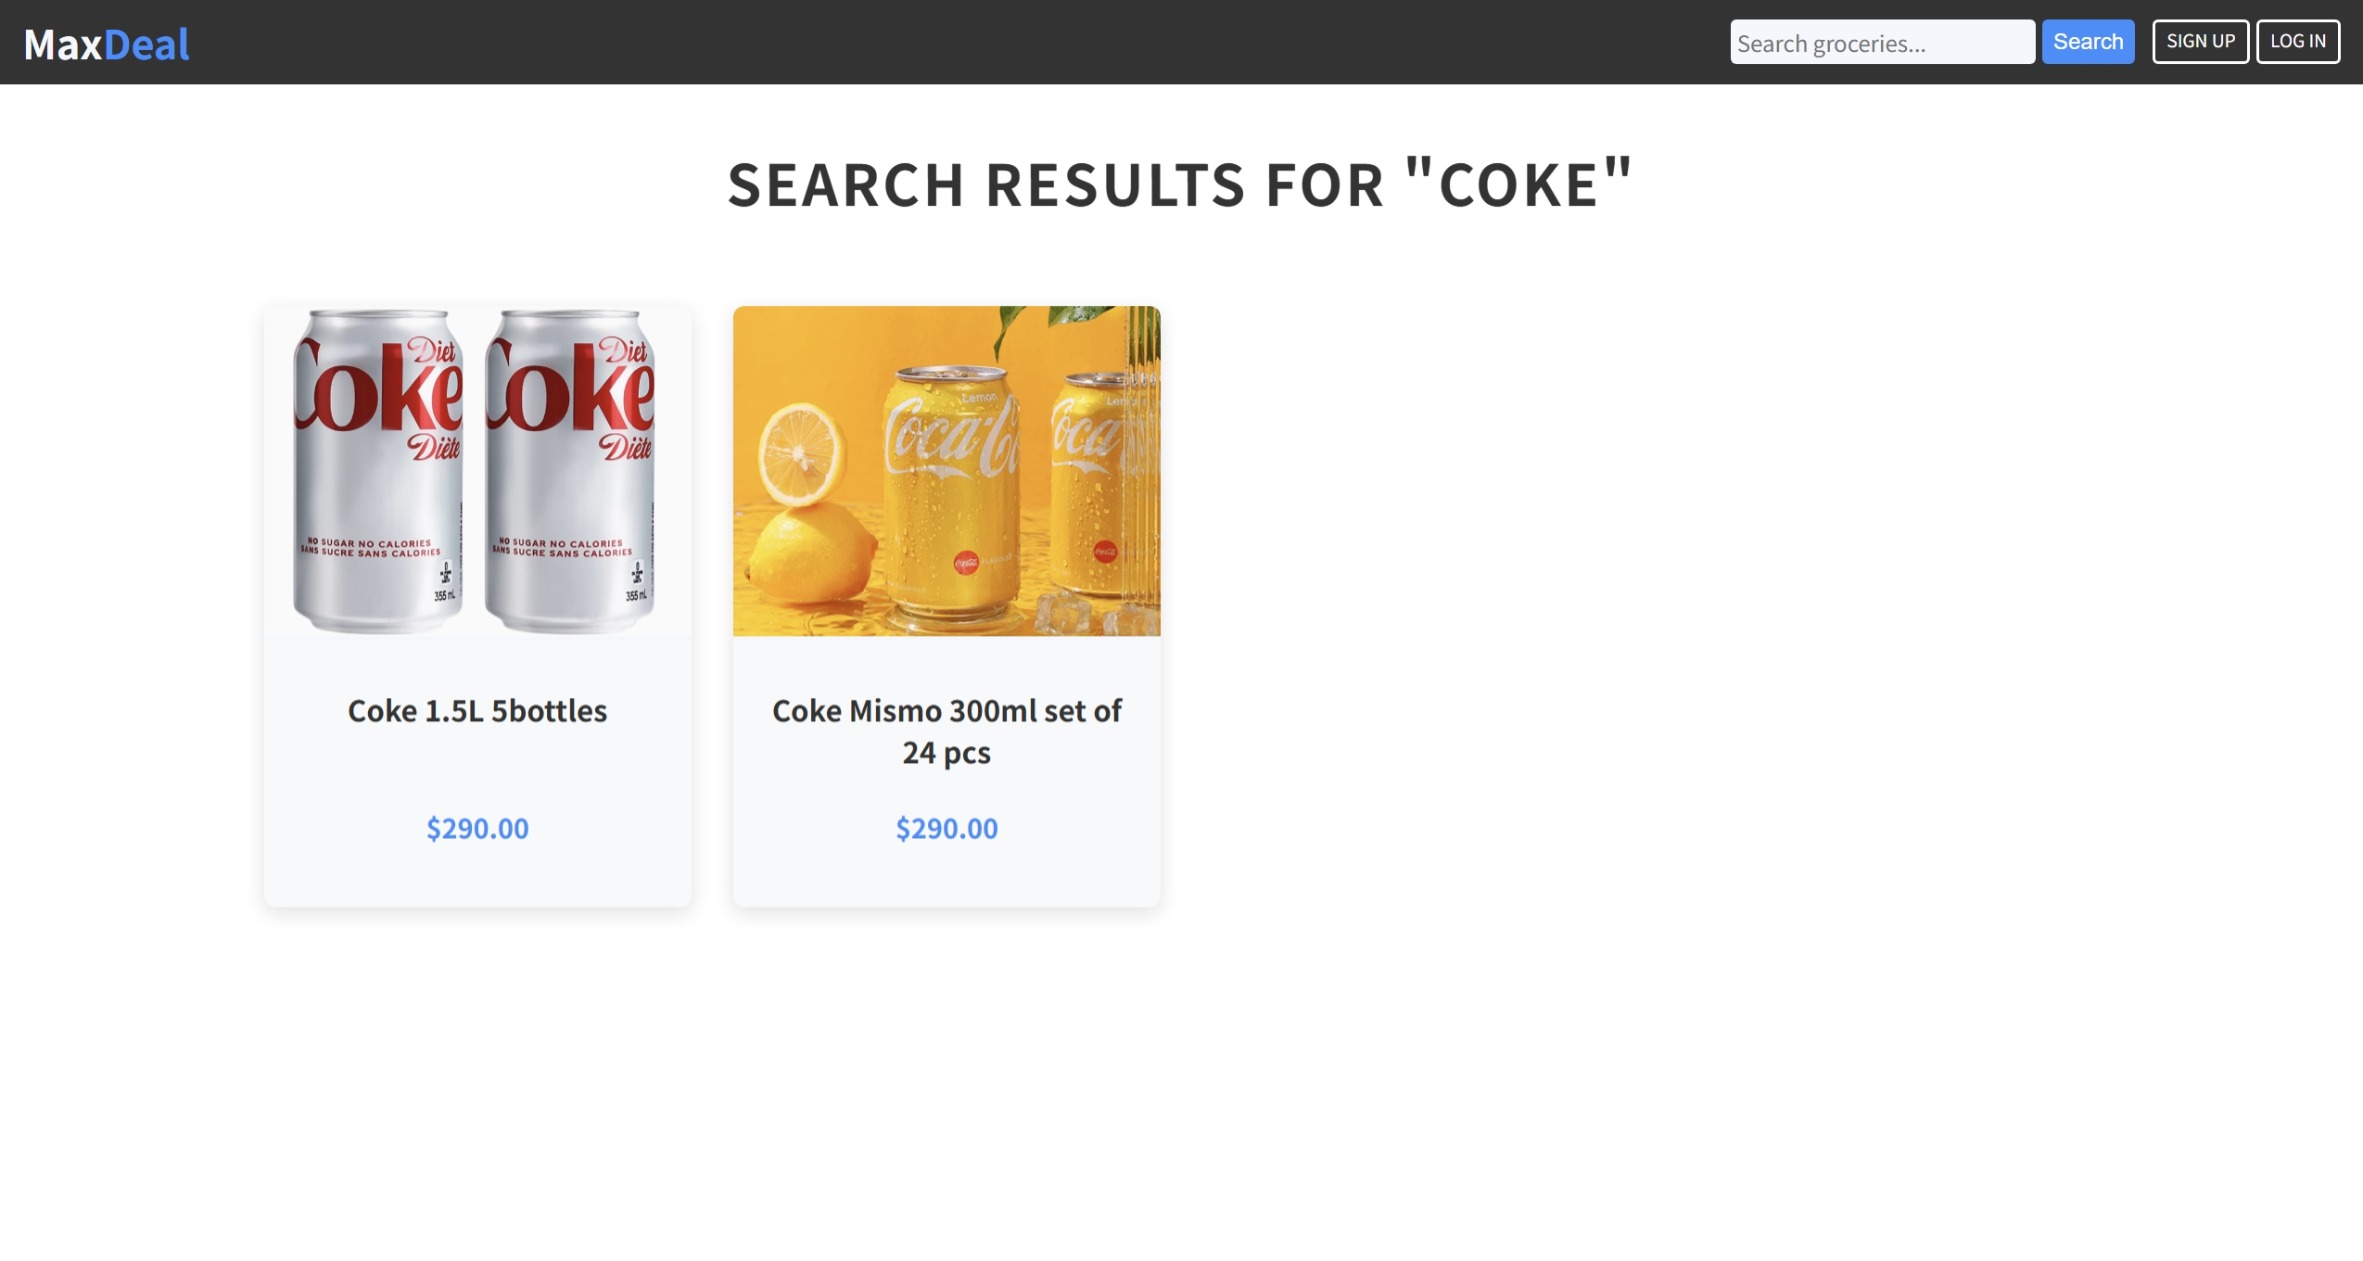 MaxDeal
Search groceries...
Search
SIGN UP
LOG IN
SEARCH RESULTS FOR "COKE"
Diet
Coke
Diète
NO SUGAR NO CALORIES
SANS SUCRE SANS CALORIES
355 mL
Diet
Coke
Diète
NO SUGAR NO CALORIES
SANS SUCRE SANS CALORIES
355 mL
Lemon
Coca-Co
Coca
Coke 1.5L 5bottles
Coke Mismo 300ml set of
24 pcs
$290.00
$290.00